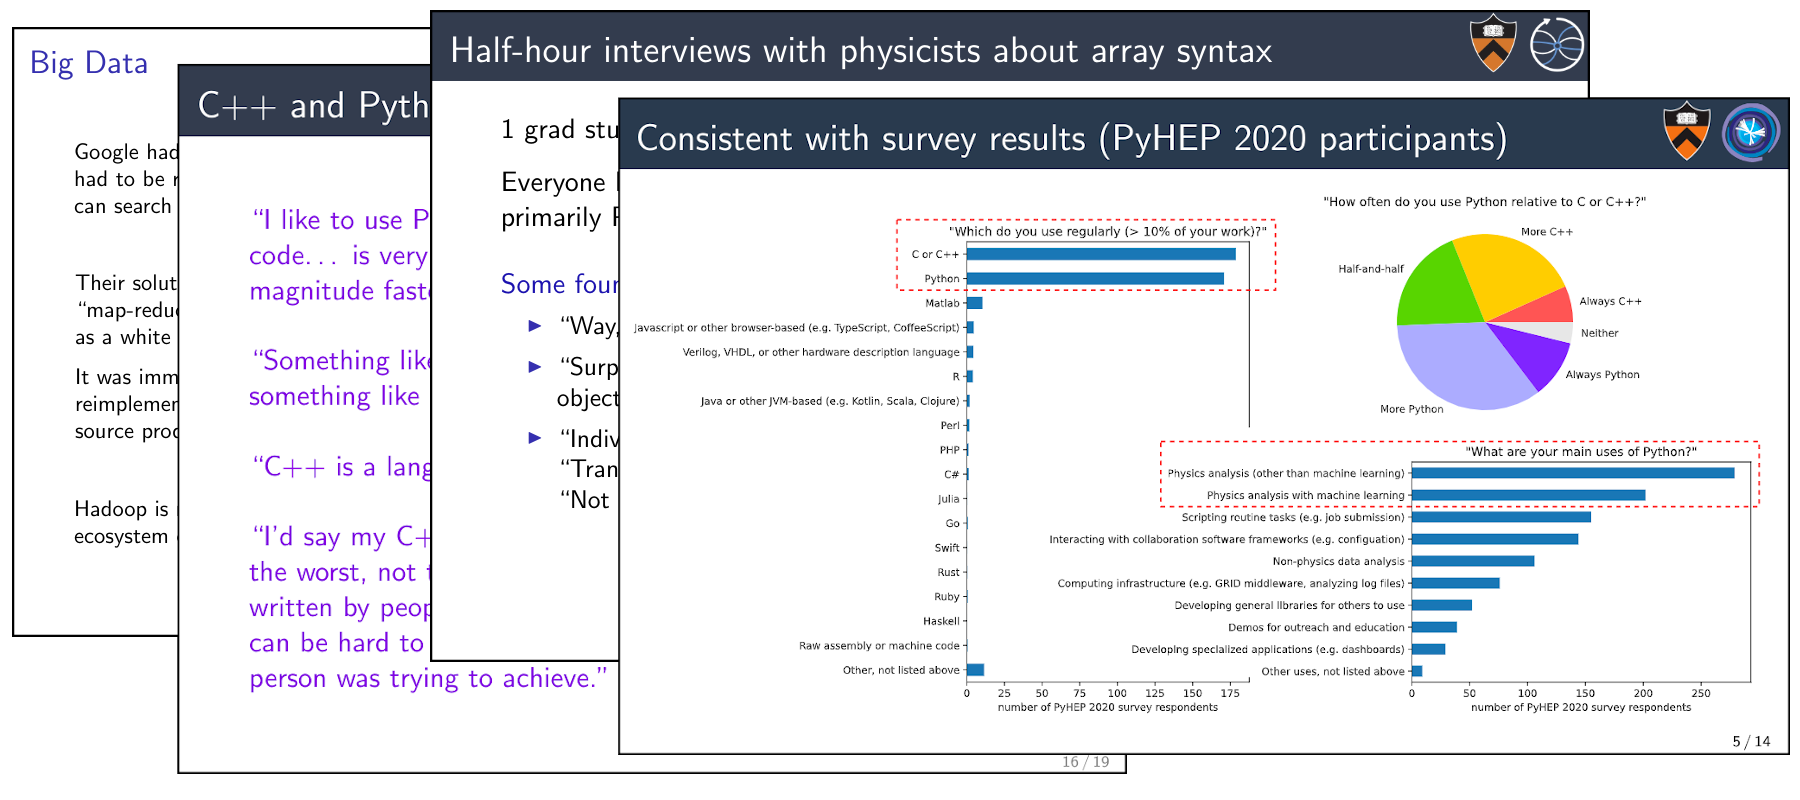 Big Data
Google had
had to be
can search
Their solut
“map-redu
as a white
It was imm
reimplemen
source pro
Hadoop is
ecosystem
C++ and Pyth
“I like to use P
code... is very
magnitude faste
“Something like
something like
“C++ is a lang
“I’d say my C+
the worst, not
written by peop
can be hard to
person was trying to achieve.”
16 / 19
Half-hour interviews with physicists about array syntax
1 grad stu
Everyone
primarily
Some four
“Way,
“Surp
object
“Indiv
“Tran
“Not
Consistent with survey results (PyHEP 2020 participants)
"Which do you use regularly (> 10% of your work)?"
C or C++
Python
Matlab
Javascript or other browser-based (e.g. TypeScript, CoffeeScript)
Verilog, VHDL, or other hardware description language
R
Java or other JVM-based (e.g. Kotlin, Scala, Clojure)
Perl
PHP
C#
Julia
Go
Swift
Rust
Ruby
Haskell
Raw assembly or machine code
Other, not listed above
0 25 50 75 100 125 150 175
number of PyHEP 2020 survey respondents
"How often do you use Python relative to C or C++?"
More C++
Half-and-half
Always C++
Neither
Always Python
More Python
"What are your main uses of Python?"
Physics analysis (other than machine learning)
Physics analysis with machine learning
Scripting routine tasks (e.g. job submission)
Interacting with collaboration software frameworks (e.g. configuation)
Non-physics data analysis
Computing infrastructure (e.g. GRID middleware, analyzing log files)
Developing general libraries for others to use
Demos for outreach and education
Developing specialized applications (e.g. dashboards)
Other uses, not listed above
0 50 100 150 200 250
number of PyHEP 2020 survey respondents
5 / 14